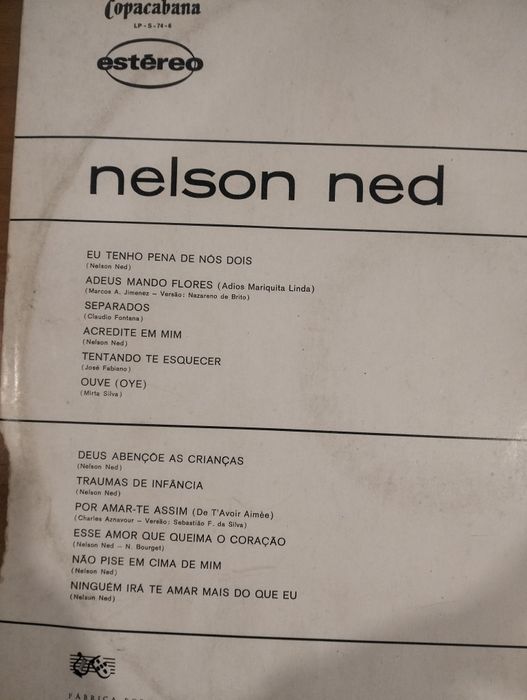 Copacabana
LP-S-74-6
estéreo
nelson ned
EU TENHO PENA DE NÓS DOIS
(Nelson Ned)
ADEUS MANDO FLORES (Adios Mariquita Linda)
(Marcos A. Jimenez – Versão: Nazareno de Brito)
SEPARADOS
(Claudio Fontana)
ACREDITE EM MIM
(Nelson Ned)
TENTANDO TE ESQUECER
(José Fabiano)
OUVE (OYE)
(Mirta Silva)
DEUS ABENÇÕE AS CRIANÇAS
(Nelson Ned)
TRAUMAS DE INFÂNCIA
(Nelson Ned)
POR AMAR-TE ASSIM (De T'Avoir Aimèe)
(Charles Aznavour – Versão: Sebastião F. da Silva)
ESSE AMOR QUE QUEIMA O CORAÇÃO
(Nelson Ned – N. Bourget)
NÃO PISE EM CIMA DE MIM
(Nelson Ned)
NINGUÉM IRÁ TE AMAR MAIS DO QUE EU
(Nelson Ned)